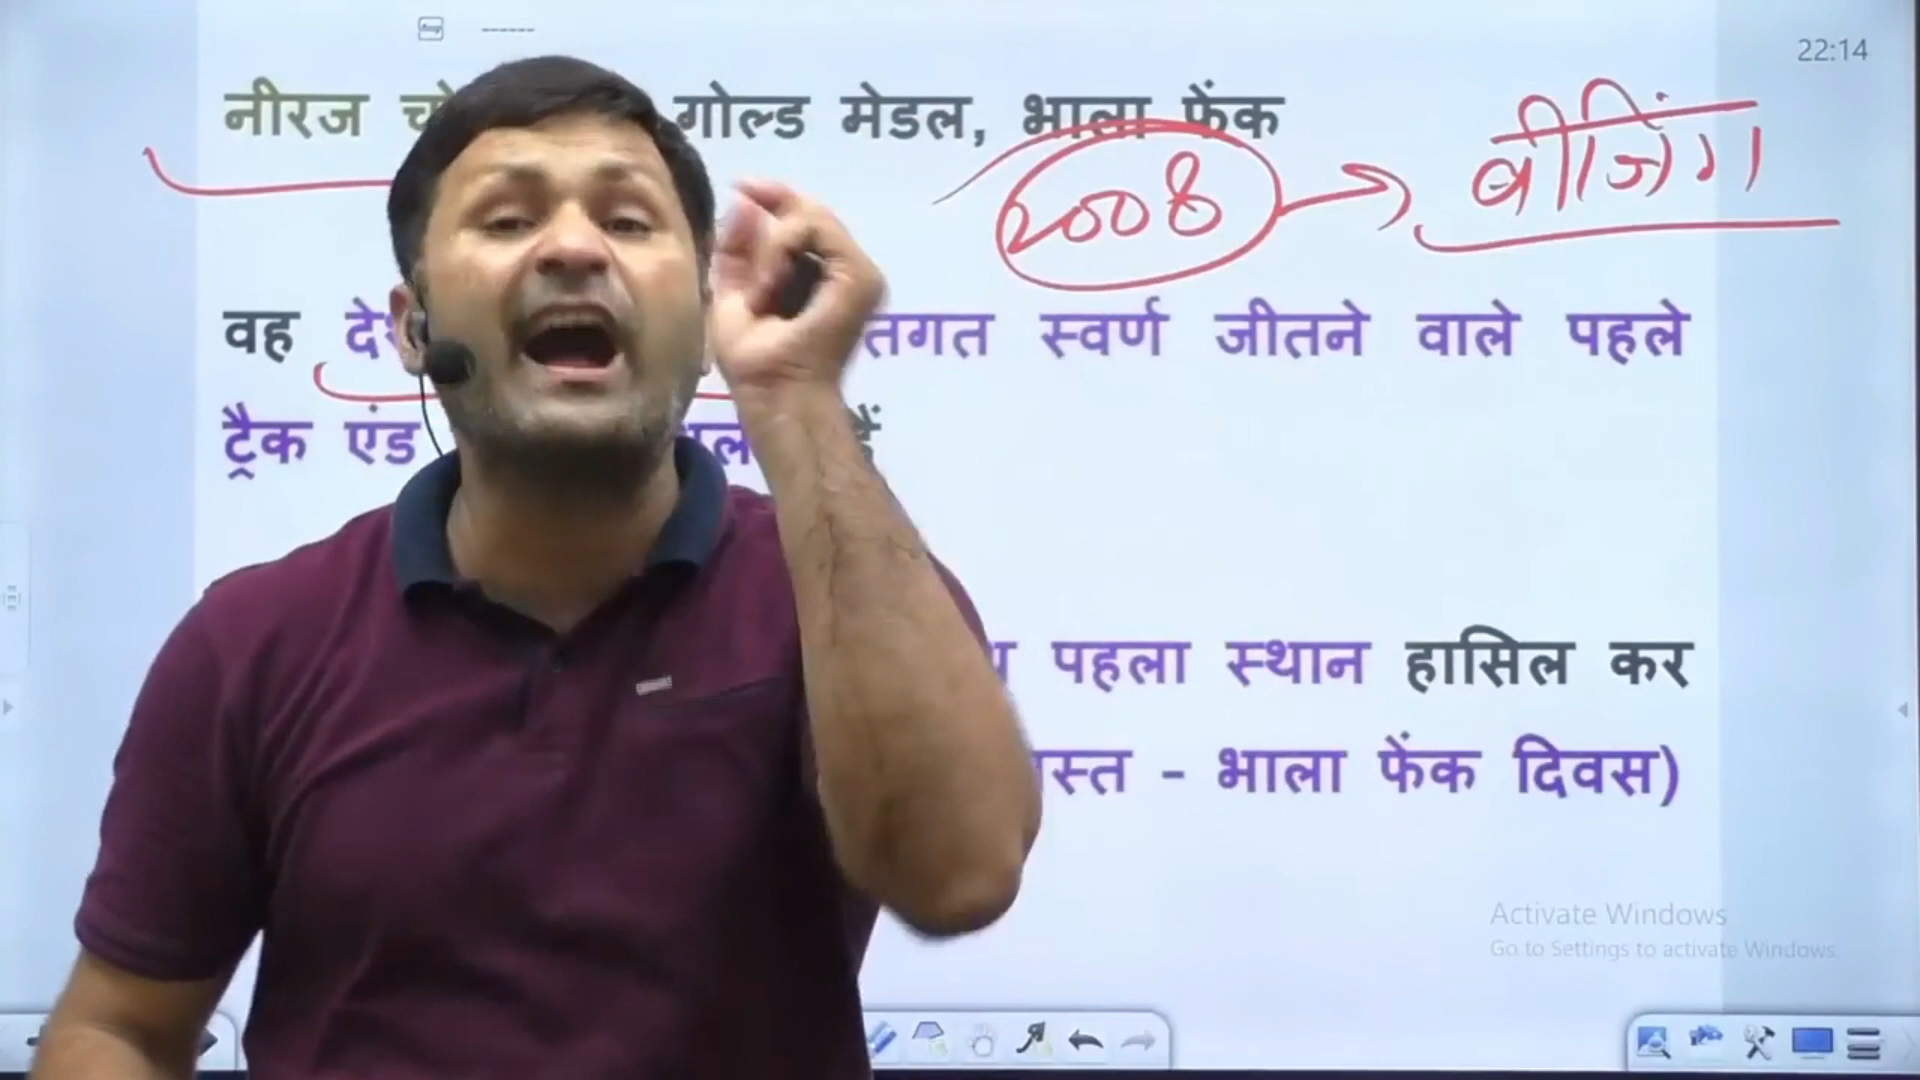 22:14
नीरज गोल्ड मेडल, भाला फेंक
2008 → बीजिंग
वह स्वर्ण जीतने वाले पहले
ट्रैक एंड
पहला स्थान हासिल कर
- भाला फेंक दिवस)
Activate Windows
Go to Settings to activate Windows.